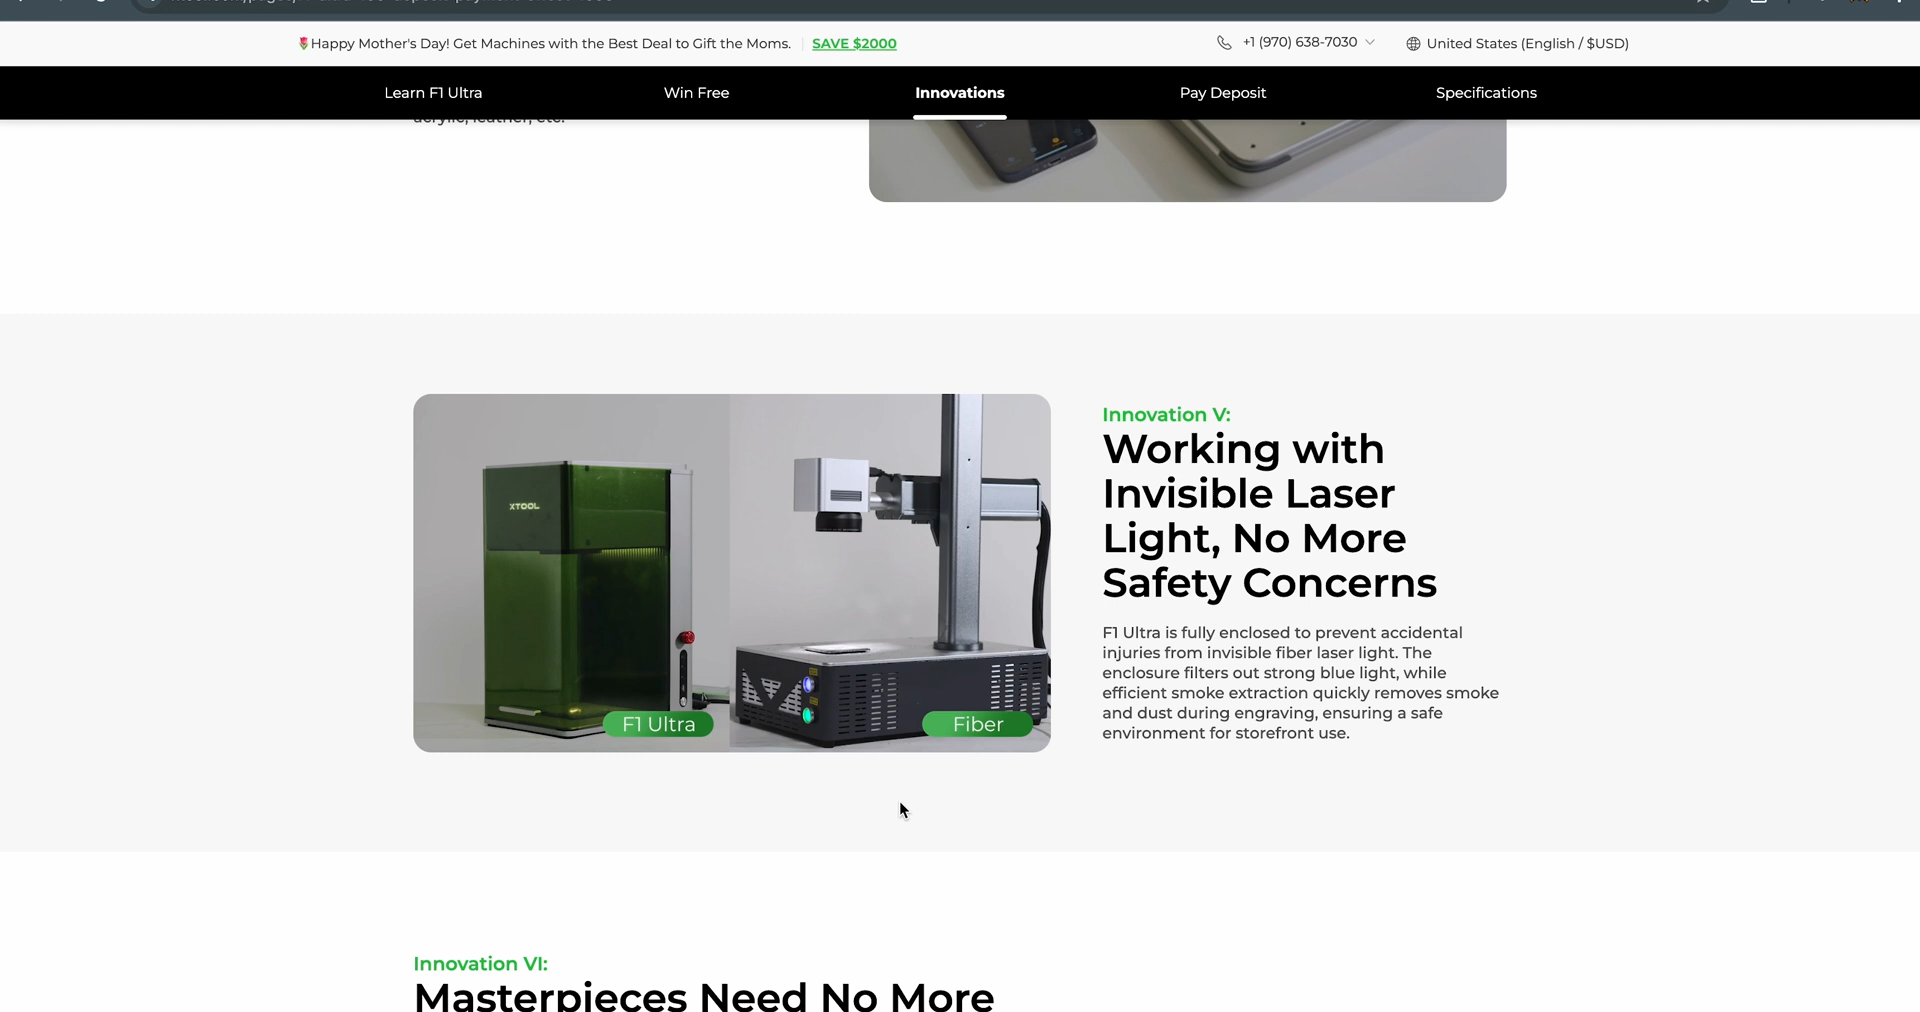 🌷Happy Mother's Day! Get Machines with the Best Deal to Gift the Moms. SAVE $2000
+1 (970) 638-7030
United States (English / $USD)
Learn F1 Ultra
Win Free
Innovations
Pay Deposit
Specifications
acrylic, leather, etc.
XTOOL
F1 Ultra
Fiber
Innovation V:
Working with
Invisible Laser
Light, No More
Safety Concerns
F1 Ultra is fully enclosed to prevent accidental
injuries from invisible fiber laser light. The
enclosure filters out strong blue light, while
efficient smoke extraction quickly removes smoke
and dust during engraving, ensuring a safe
environment for storefront use.
Innovation VI:
Masterpieces Need No More